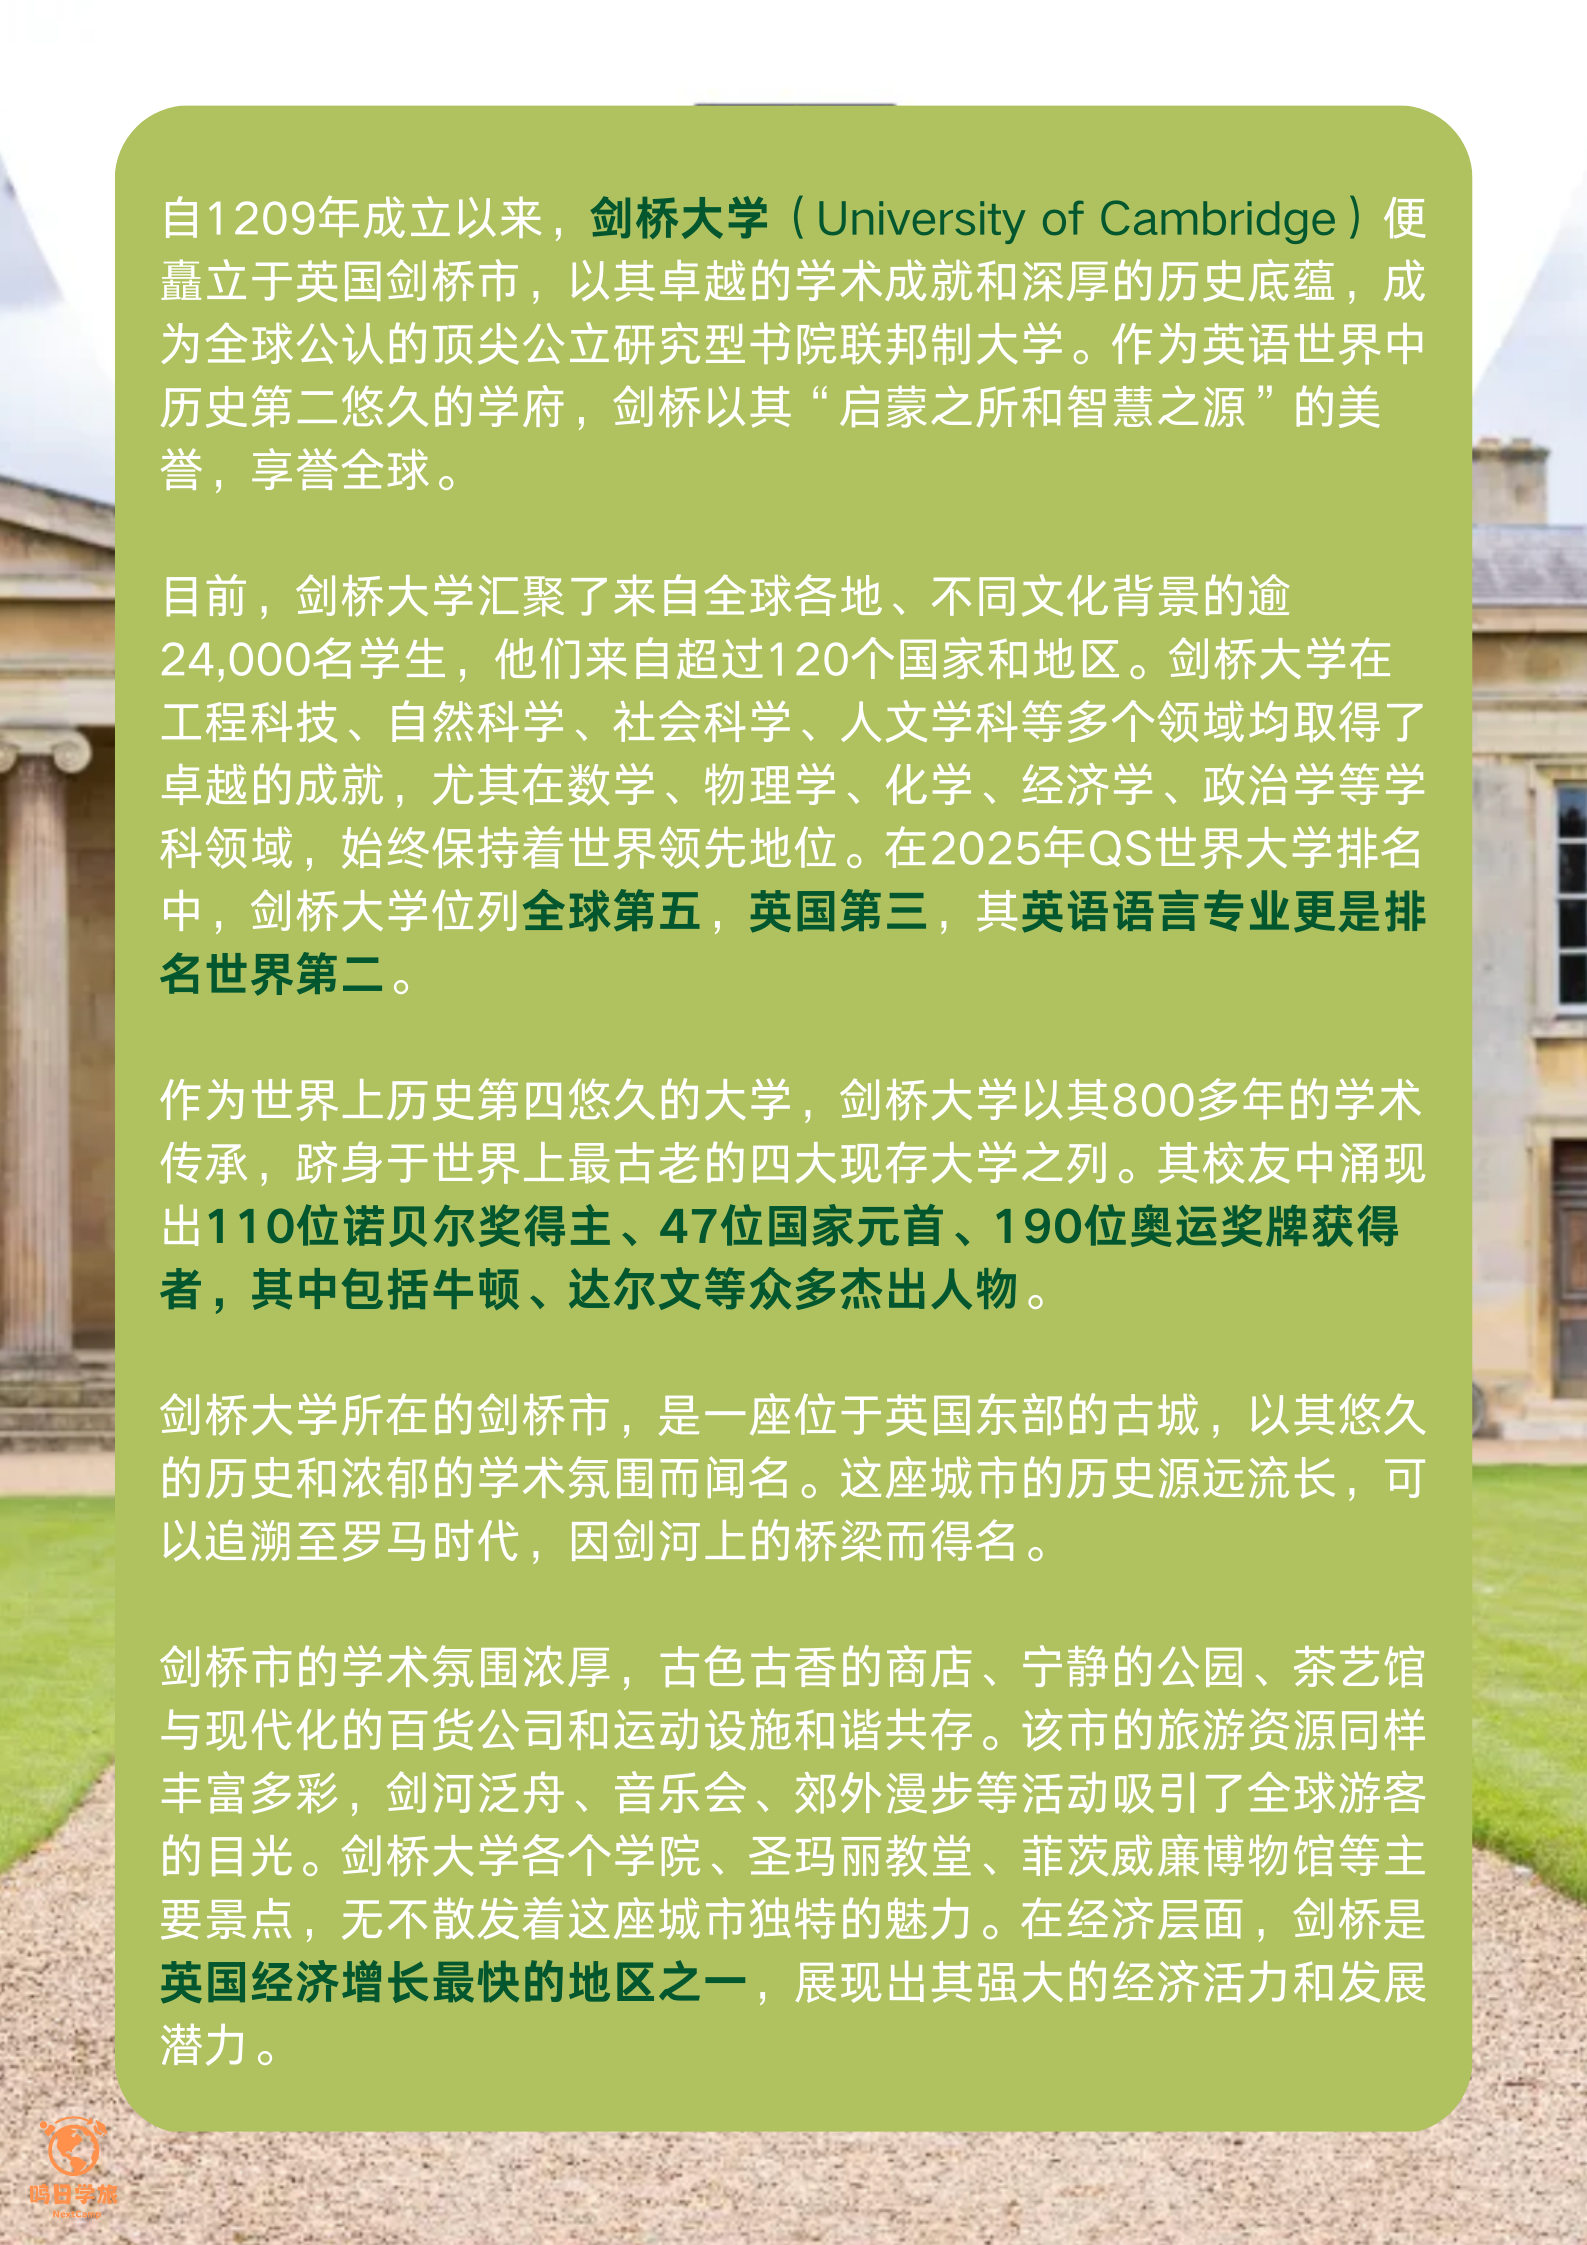 自1209年成立以来，剑桥大学（University of Cambridge）便
矗立于英国剑桥市，以其卓越的学术成就和深厚的历史底蕴，成
为全球公认的顶尖公立研究型书院联邦制大学。作为英语世界中
历史第二悠久的学府，剑桥以其“启蒙之所和智慧之源”的美
誉，享誉全球。
目前，剑桥大学汇聚了来自全球各地、不同文化背景的逾
24,000名学生，他们来自超过120个国家和地区。剑桥大学在
工程科技、自然科学、社会科学、人文学科等多个领域均取得了
卓越的成就，尤其在数学、物理学、化学、经济学、政治学等学
科领域，始终保持着世界领先地位。在2025年QS世界大学排名
中，剑桥大学位列全球第五，英国第三，其英语语言专业更是排
名世界第二。
作为世界上历史第四悠久的大学，剑桥大学以其800多年的学术
传承，跻身于世界上最古老的四大现存大学之列。其校友中涌现
出110位诺贝尔奖得主、47位国家元首、190位奥运奖牌获得
者，其中包括牛顿、达尔文等众多杰出人物。
剑桥大学所在的剑桥市，是一座位于英国东部的古城，以其悠久
的历史和浓郁的学术氛围而闻名。这座城市的历史源远流长，可
以追溯至罗马时代，因剑河上的桥梁而得名。
剑桥市的学术氛围浓厚，古色古香的商店、宁静的公园、茶艺馆
与现代化的百货公司和运动设施和谐共存。该市的旅游资源同样
丰富多彩，剑河泛舟、音乐会、郊外漫步等活动吸引了全球游客
的目光。剑桥大学各个学院、圣玛丽教堂、菲茨威廉博物馆等主
要景点，无不散发着这座城市独特的魅力。在经济层面，剑桥是
英国经济增长最快的地区之一，展现出其强大的经济活力和发展
潜力。